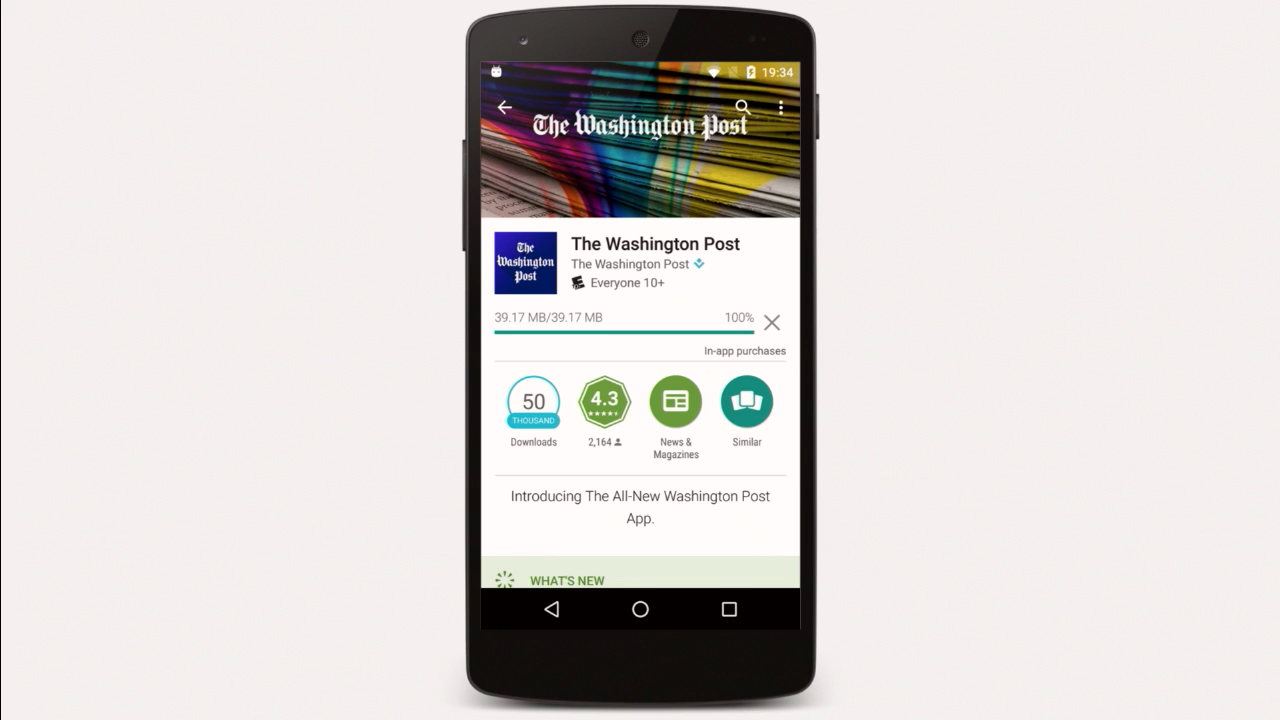 19:34
The Washington Post
The
Washington
Post
The Washington Post
The Washington Post
Everyone 10+
39.17 MB/39.17 MB 100%
In-app purchases
50
THOUSAND
Downloads
4.3
2,164
News &
Magazines
Similar
Introducing The All-New Washington Post
App.
WHAT'S NEW